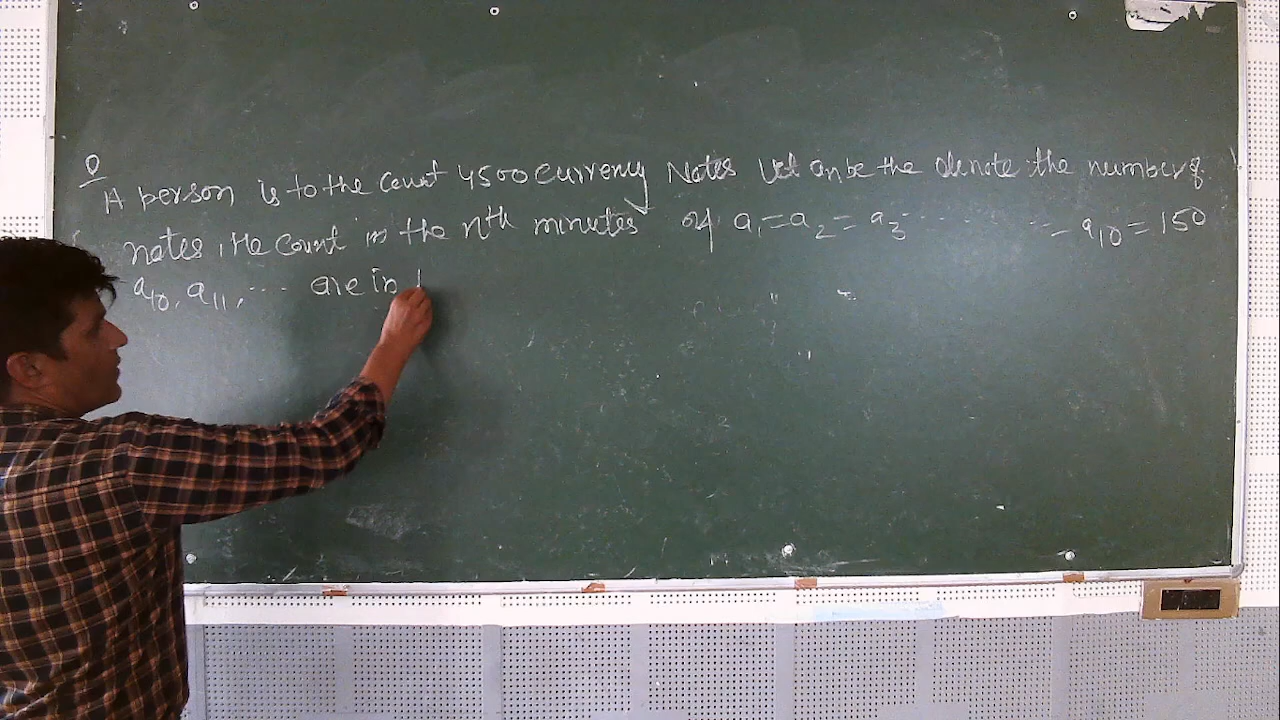 Q
A person is to the Count 4500 Currency Notes Let an be the denote the number of
notes, He Count in the nth minutes of a1 = a2 = a3 ........... = a10 = 150
a10, a11, ... are in